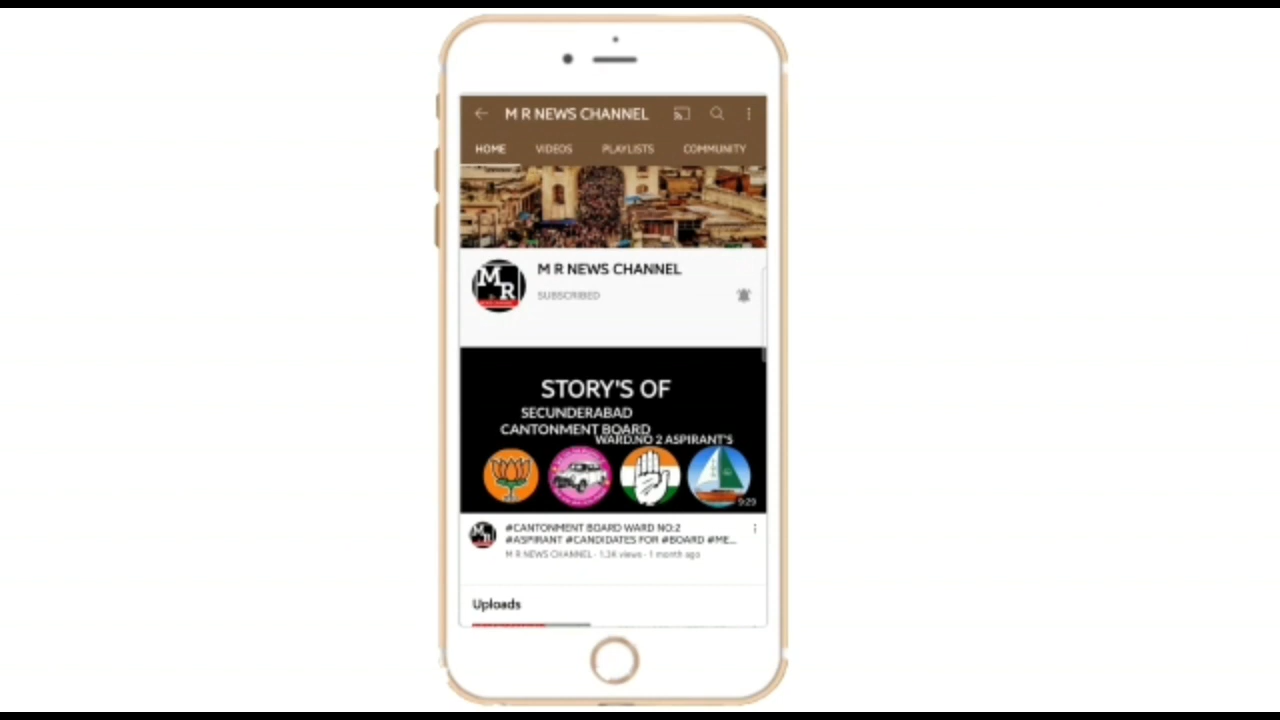 M R NEWS CHANNEL
HOME VIDEOS PLAYLISTS COMMUNITY
M R NEWS CHANNEL
MR
SUBSCRIBED
STORY'S OF
SECUNDERABAD
CANTONMENT BOARD
WARD.NO 2 ASPIRANT'S
9:29
MR
#CANTONMENT BOARD WARD NO:2
#ASPIRANT #CANDIDATES FOR #BOARD #ME...
M R NEWS CHANNEL · 1.3K views · 1 month ago
Uploads